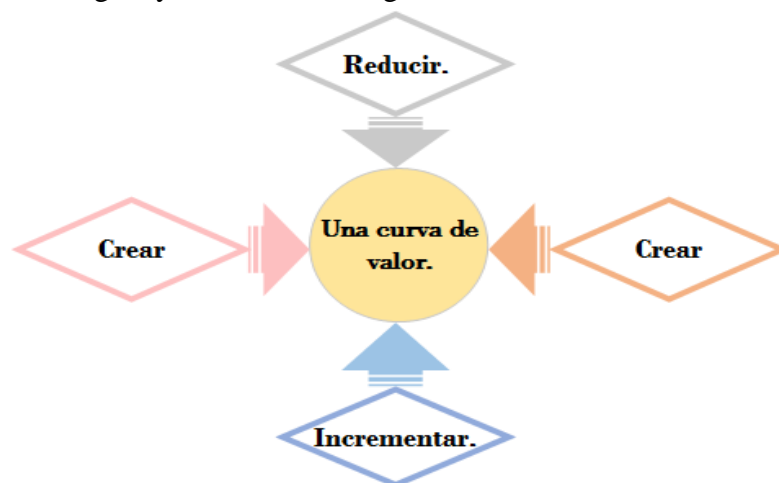 Reducir.
Crear
Una curva de
valor.
Crear
Incrementar.